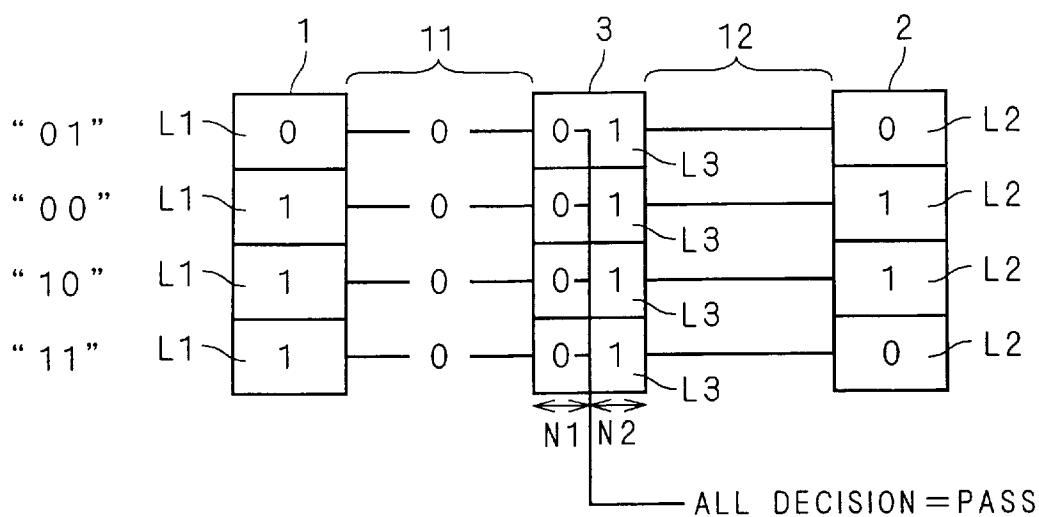 1 11 3 12 2
“01” L1 0 0 0 1 L3 0 L2
“00” L1 1 0 0 1 L3 1 L2
“10” L1 1 0 0 1 L3 1 L2
“11” L1 1 0 0 1 L3 0 L2
N1 N2
ALL DECISION=PASS